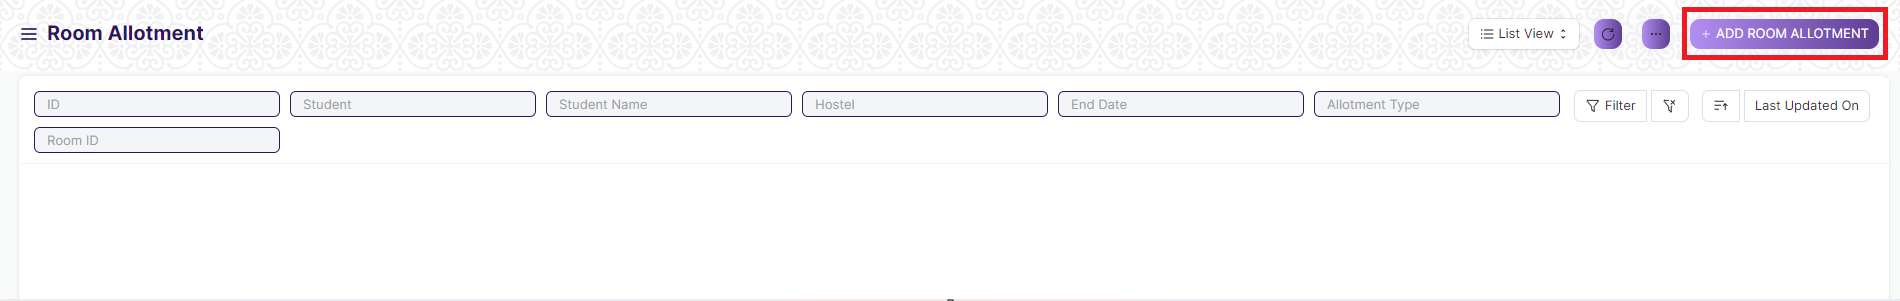 Room Allotment
List View
...
+ ADD ROOM ALLOTMENT
ID
Student
Student Name
Hostel
End Date
Allotment Type
Filter
Last Updated On
Room ID